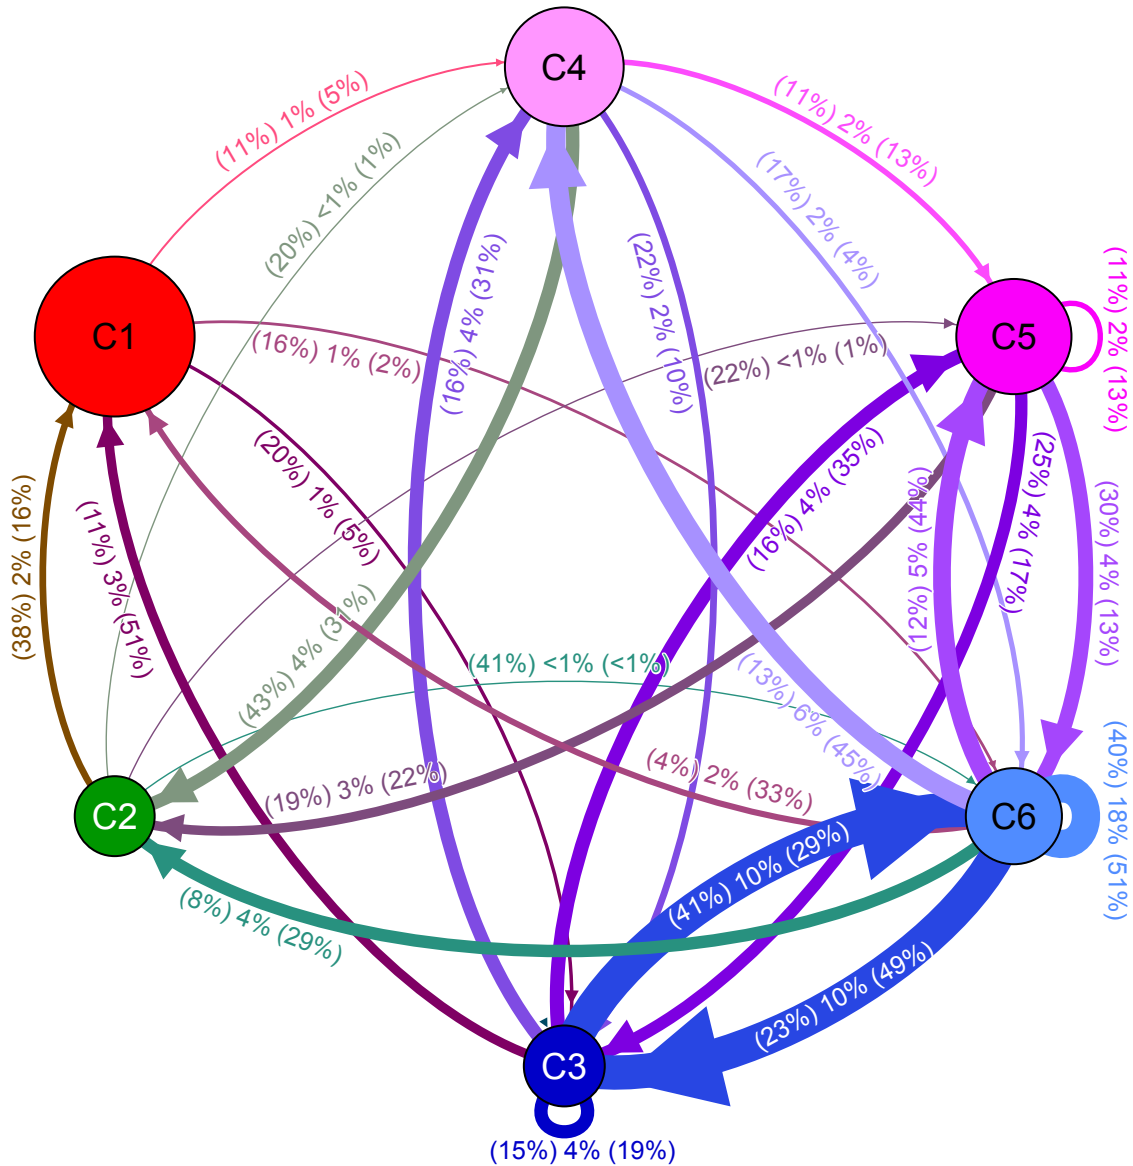 C4
(11%) 1% (5%)
(11%) 2% (13%)
(20%) <1% (1%)
(17%) 2% (4%)
(16%) 4% (31%)
(22%) 2% (10%)
C1
(16%) 1% (2%)
(22%) <1% (1%)
C5
(11%) 2% (13%)
(20%) 1% (5%)
(16%) 4% (35%)
(25%) 4% (17%)
(38%) 2% (16%)
(11%) 3% (51%)
(12%) 5% (44%)
(30%) 4% (13%)
(43%) 4% (31%)
(41%) <1% (<1%)
(13%) 6% (45%)
(19%) 3% (22%)
(4%) 2% (33%)
C2
C6
(40%) 18% (51%)
(8%) 4% (29%)
(41%) 10% (29%)
(23%) 10% (49%)
C3
(15%) 4% (19%)